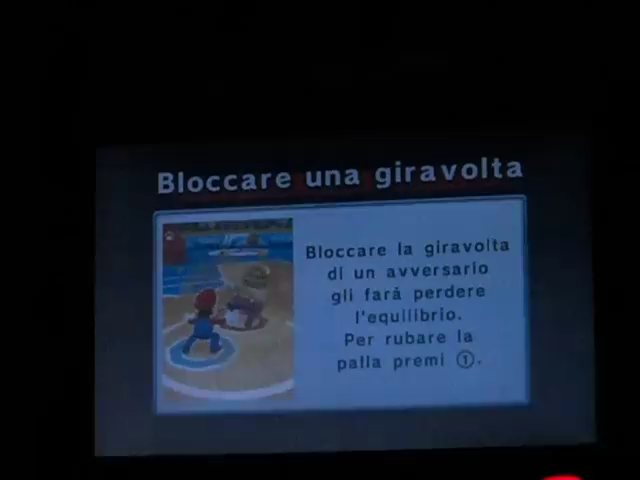 Bloccare una giravolta
Bloccare la giravolta
di un avversario
gli farà perdere
l'equilibrio.
Per rubare la
palla premi ①.